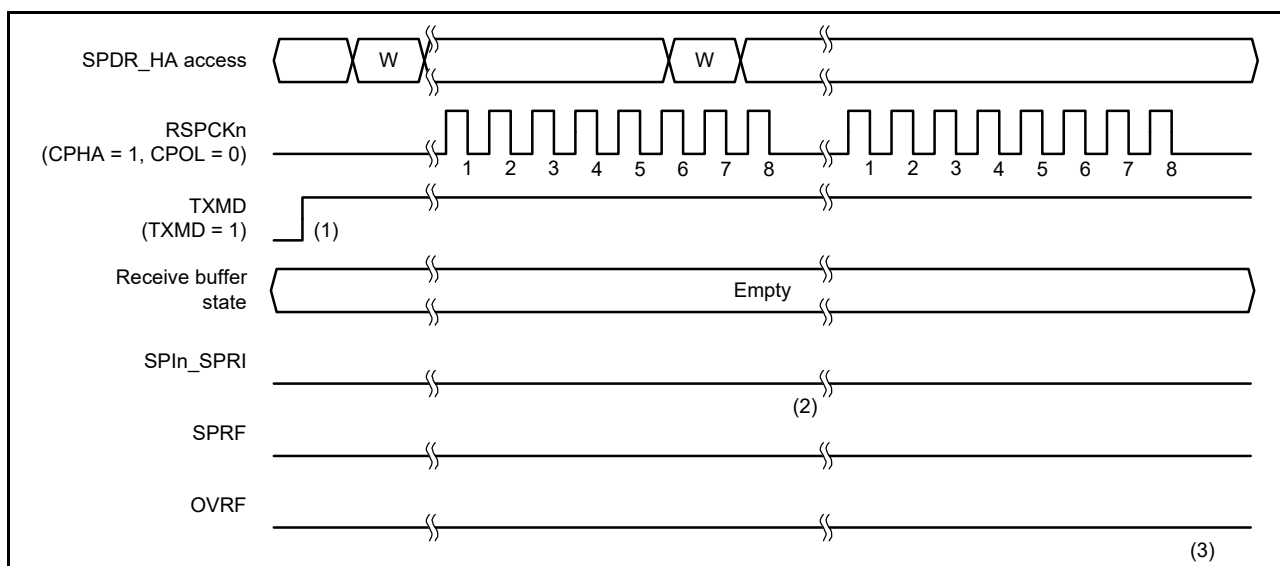 SPDR_HA access
W
W
RSPCKn
(CPHA = 1, CPOL = 0)
1 2 3 4 5 6 7 8
1 2 3 4 5 6 7 8
TXMD
(TXMD = 1)
(1)
Receive buffer
state
Empty
SPIn_SPRI
(2)
SPRF
OVRF
(3)